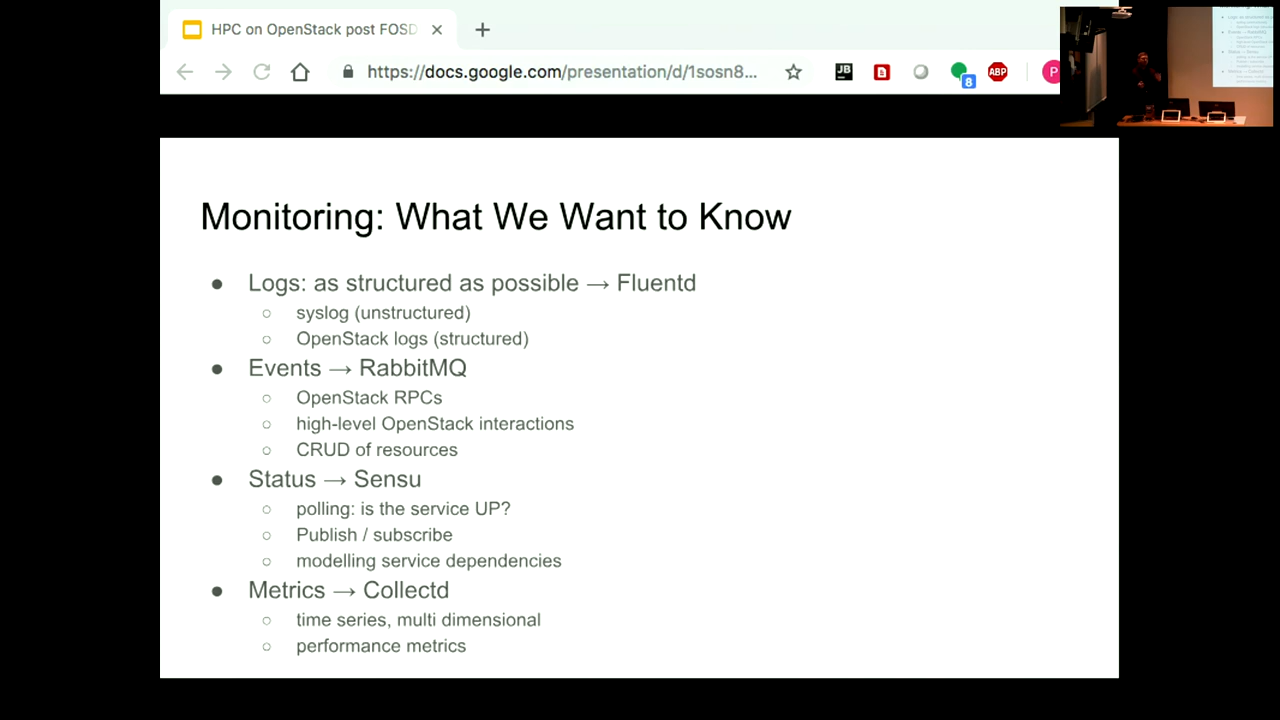 HPC on OpenStack post FOSD
https://docs.google.com/presentation/d/1sosn8...
JB
8
ABP
P
Monitoring: What We Want to Know
● Logs: as structured as possible → Fluentd
○ syslog (unstructured)
○ OpenStack logs (structured)
● Events → RabbitMQ
○ OpenStack RPCs
○ high-level OpenStack interactions
○ CRUD of resources
● Status → Sensu
○ polling: is the service UP?
○ Publish / subscribe
○ modelling service dependencies
● Metrics → Collectd
○ time series, multi dimensional
○ performance metrics